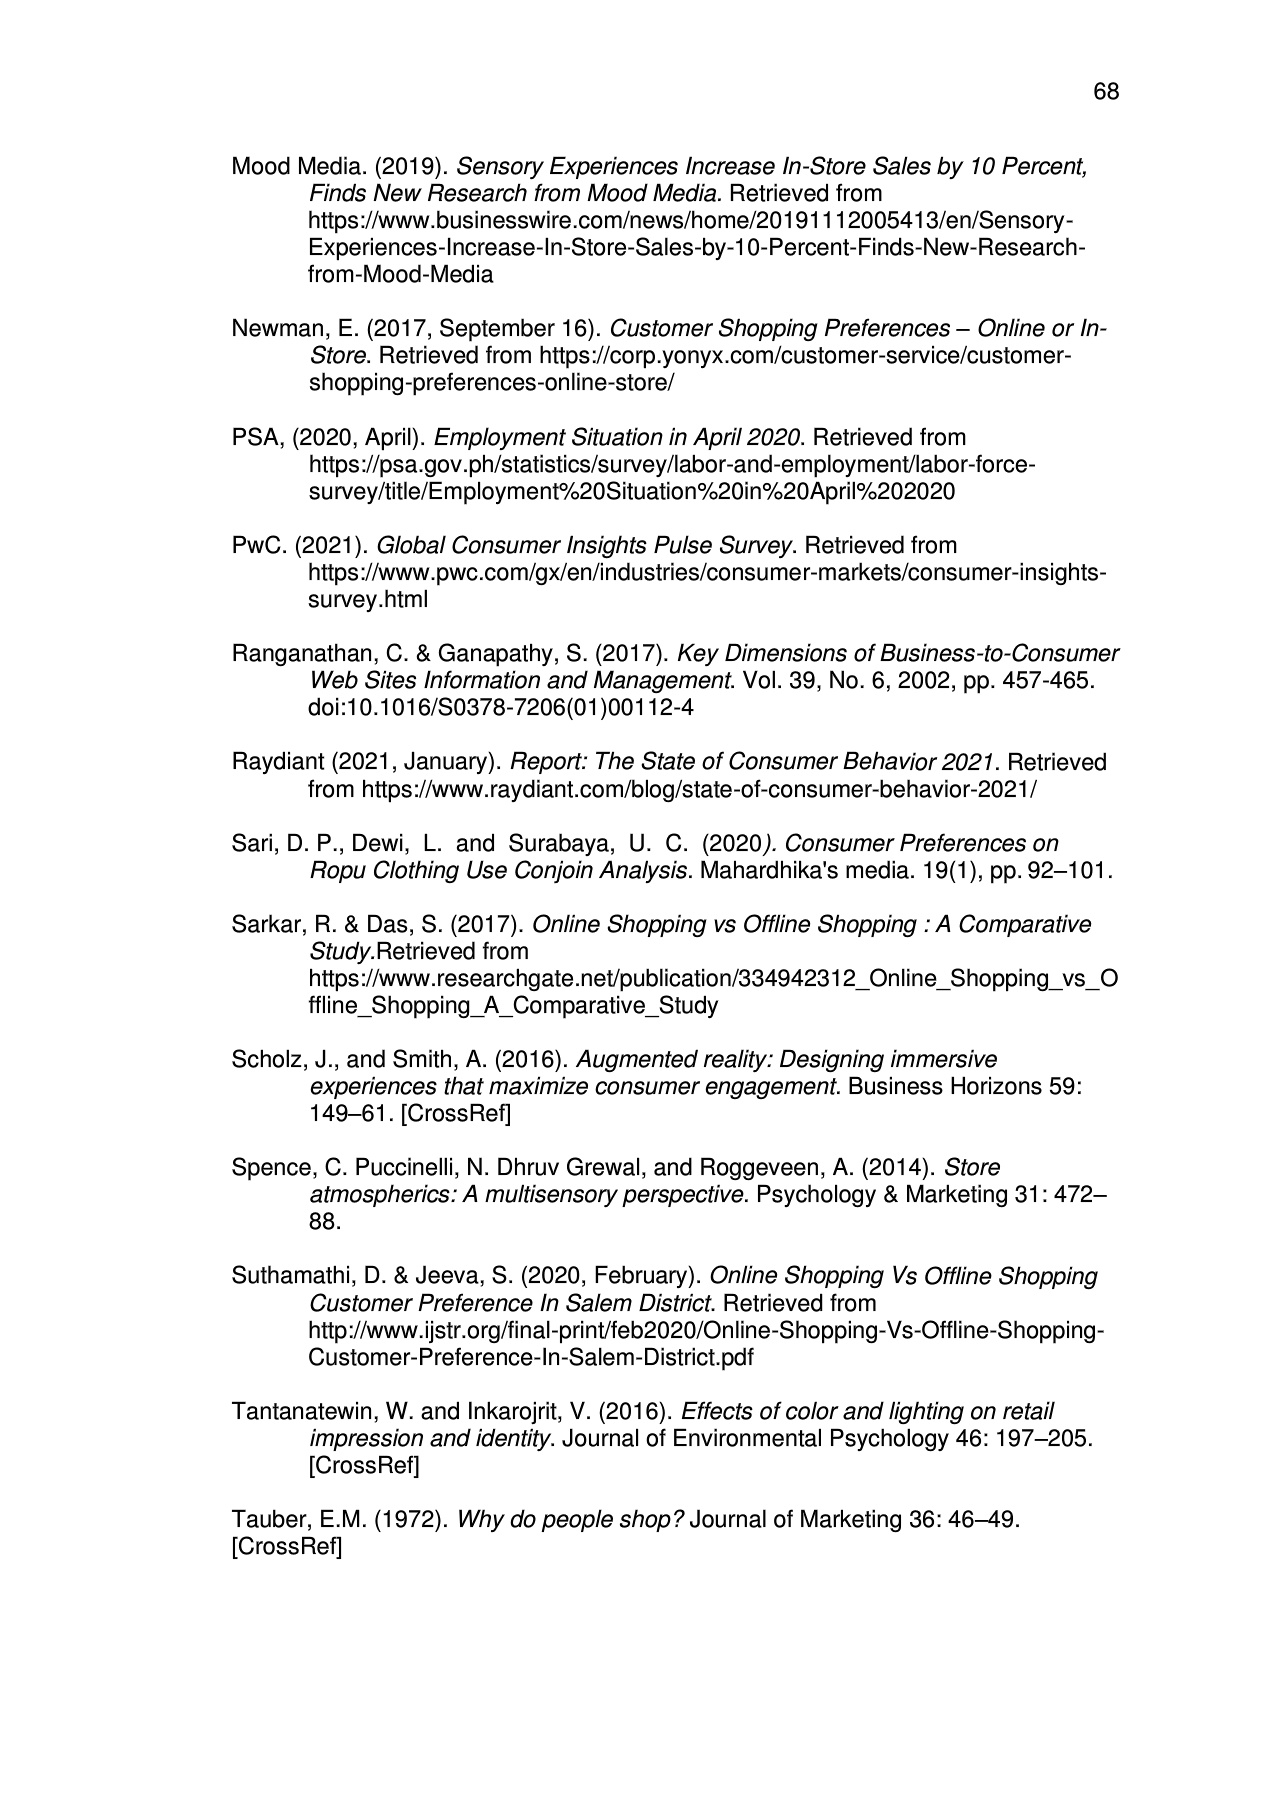 68
Mood Media. (2019). Sensory Experiences Increase In-Store Sales by 10 Percent,
Finds New Research from Mood Media. Retrieved from
https://www.businesswire.com/news/home/20191112005413/en/Sensory-
Experiences-Increase-In-Store-Sales-by-10-Percent-Finds-New-Research-
from-Mood-Media
Newman, E. (2017, September 16). Customer Shopping Preferences – Online or In-
Store. Retrieved from https://corp.yonyx.com/customer-service/customer-
shopping-preferences-online-store/
PSA, (2020, April). Employment Situation in April 2020. Retrieved from
https://psa.gov.ph/statistics/survey/labor-and-employment/labor-force-
survey/title/Employment%20Situation%20in%20April%202020
PwC. (2021). Global Consumer Insights Pulse Survey. Retrieved from
https://www.pwc.com/gx/en/industries/consumer-markets/consumer-insights-
survey.html
Ranganathan, C. & Ganapathy, S. (2017). Key Dimensions of Business-to-Consumer
Web Sites Information and Management. Vol. 39, No. 6, 2002, pp. 457-465.
doi:10.1016/S0378-7206(01)00112-4
Raydiant (2021, January). Report: The State of Consumer Behavior 2021. Retrieved
from https://www.raydiant.com/blog/state-of-consumer-behavior-2021/
Sari, D. P., Dewi, L. and Surabaya, U. C. (2020). Consumer Preferences on
Ropu Clothing Use Conjoin Analysis. Mahardhika's media. 19(1), pp. 92–101.
Sarkar, R. & Das, S. (2017). Online Shopping vs Offline Shopping : A Comparative
Study.Retrieved from
https://www.researchgate.net/publication/334942312_Online_Shopping_vs_O
ffline_Shopping_A_Comparative_Study
Scholz, J., and Smith, A. (2016). Augmented reality: Designing immersive
experiences that maximize consumer engagement. Business Horizons 59:
149–61. [CrossRef]
Spence, C. Puccinelli, N. Dhruv Grewal, and Roggeveen, A. (2014). Store
atmospherics: A multisensory perspective. Psychology & Marketing 31: 472–
88.
Suthamathi, D. & Jeeva, S. (2020, February). Online Shopping Vs Offline Shopping
Customer Preference In Salem District. Retrieved from
http://www.ijstr.org/final-print/feb2020/Online-Shopping-Vs-Offline-Shopping-
Customer-Preference-In-Salem-District.pdf
Tantanatewin, W. and Inkarojrit, V. (2016). Effects of color and lighting on retail
impression and identity. Journal of Environmental Psychology 46: 197–205.
[CrossRef]
Tauber, E.M. (1972). Why do people shop? Journal of Marketing 36: 46–49.
[CrossRef]